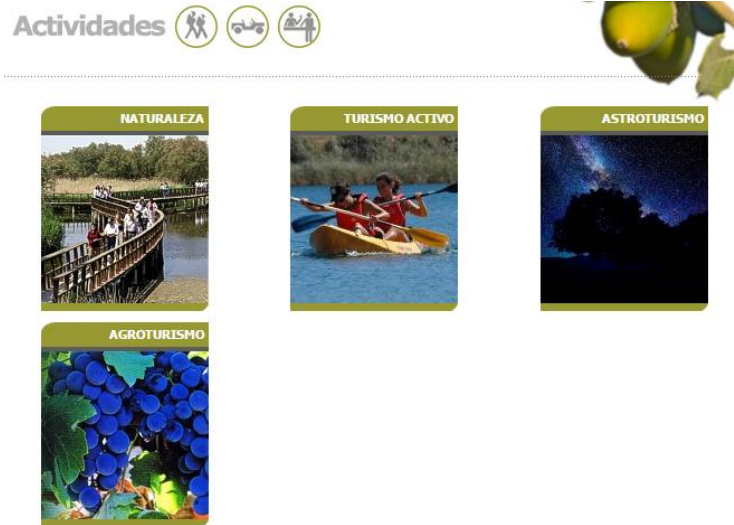 Actividades
NATURALEZA
TURISMO ACTIVO
ASTROTURISMO
AGROTURISMO